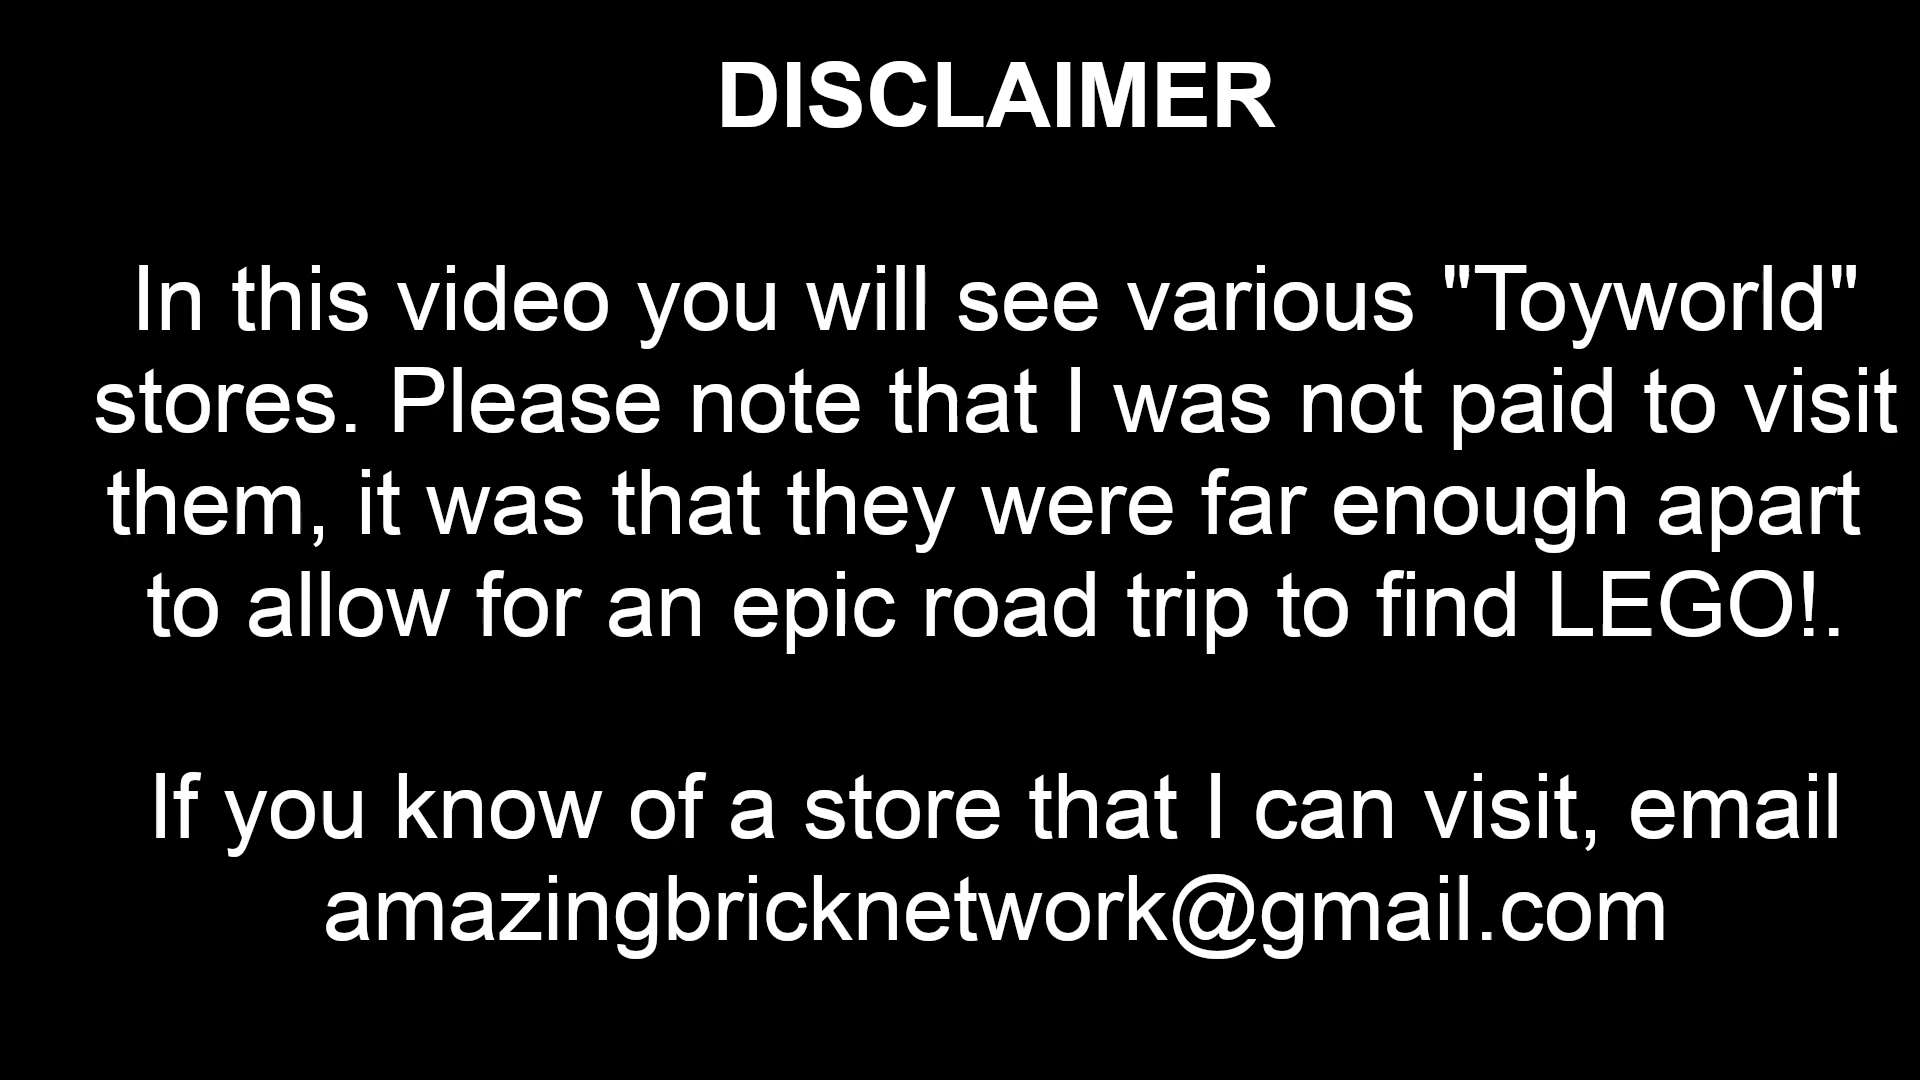 DISCLAIMER
In this video you will see various "Toyworld"
stores. Please note that I was not paid to visit
them, it was that they were far enough apart
to allow for an epic road trip to find LEGO!.
If you know of a store that I can visit, email
amazingbricknetwork@gmail.com